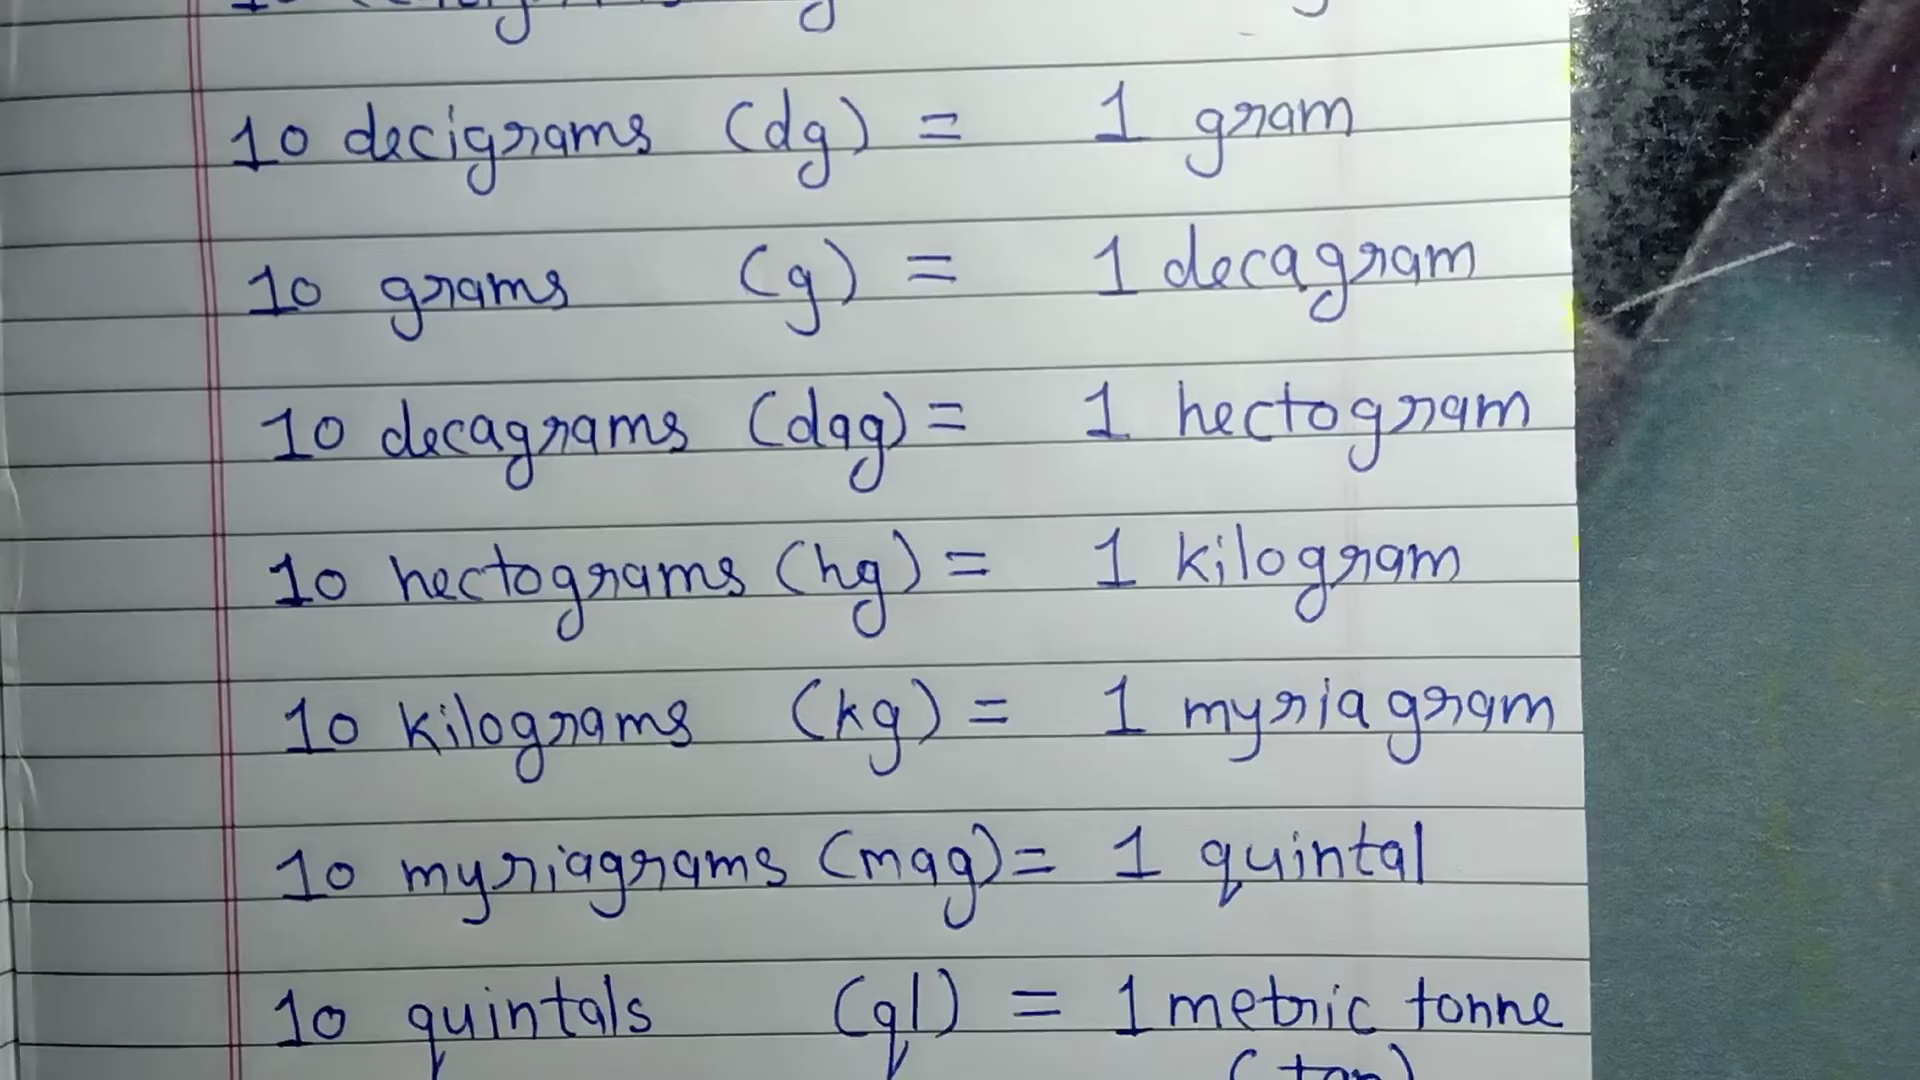 10 decigrams (dg) = 1 gram
10 grams (g) = 1 decagram
10 decagrams (dag) = 1 hectogram
10 hectograms (hg) = 1 kilogram
10 kilograms (kg) = 1 myriagram
10 myriagrams (mag) = 1 quintal
10 quintals (ql) = 1 metric tonne
(ton)